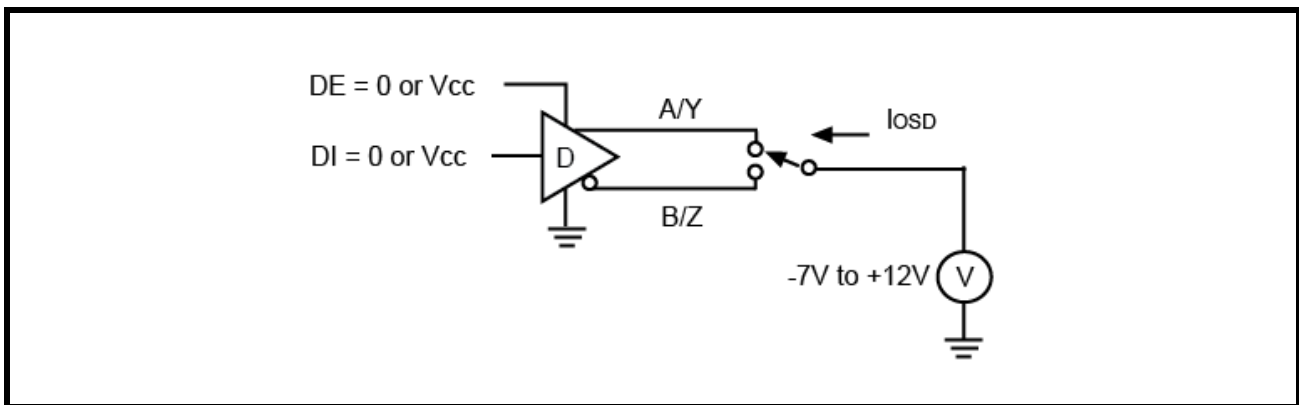 DE = 0 or Vcc
A/Y
IOSD
DI = 0 or Vcc
D
B/Z
-7V to +12V
V